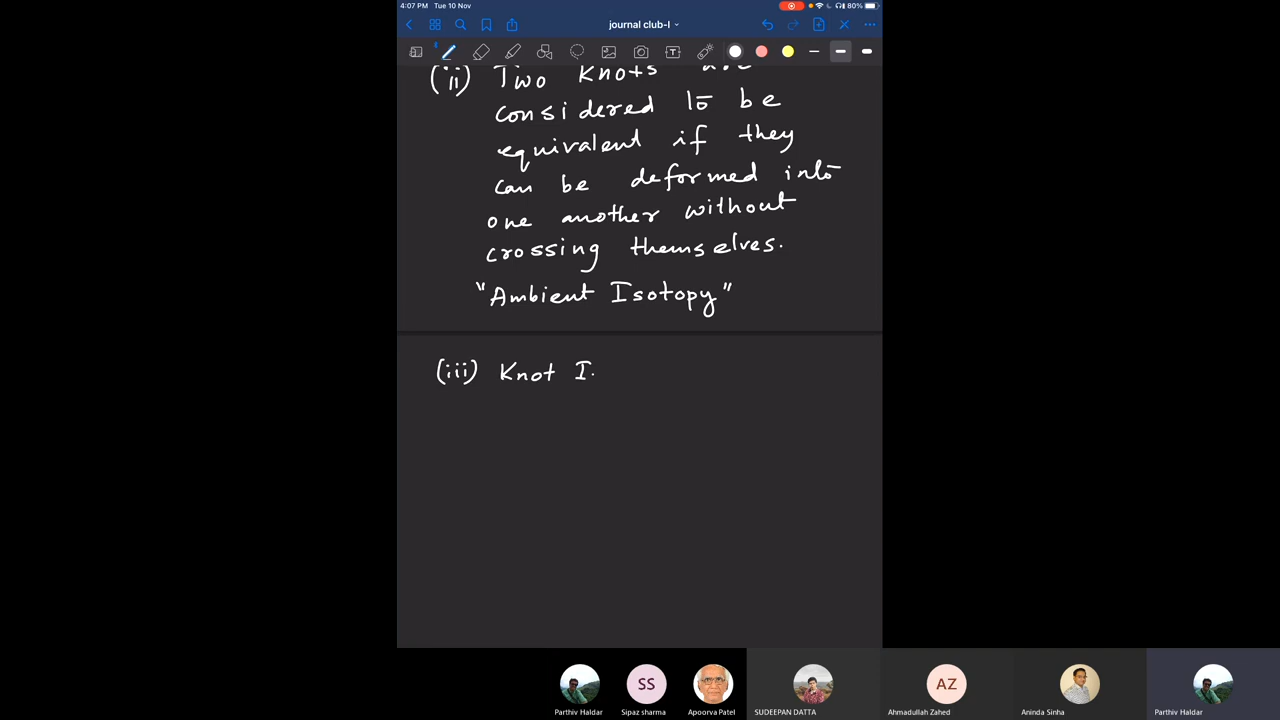 4:07 PM Tue 10 Nov
80%
journal club-I
(ii) Two Knots are
considered to be
equivalent if they
can be deformed into
one another without
crossing themselves.
"Ambient Isotopy"
(iii) Knot I.
SS
AZ
Parthiv Haldar
Sipaz sharma
Apoorva Patel
SUDEEPAN DATTA
Ahmadullah Zahed
Aninda Sinha
Parthiv Haldar